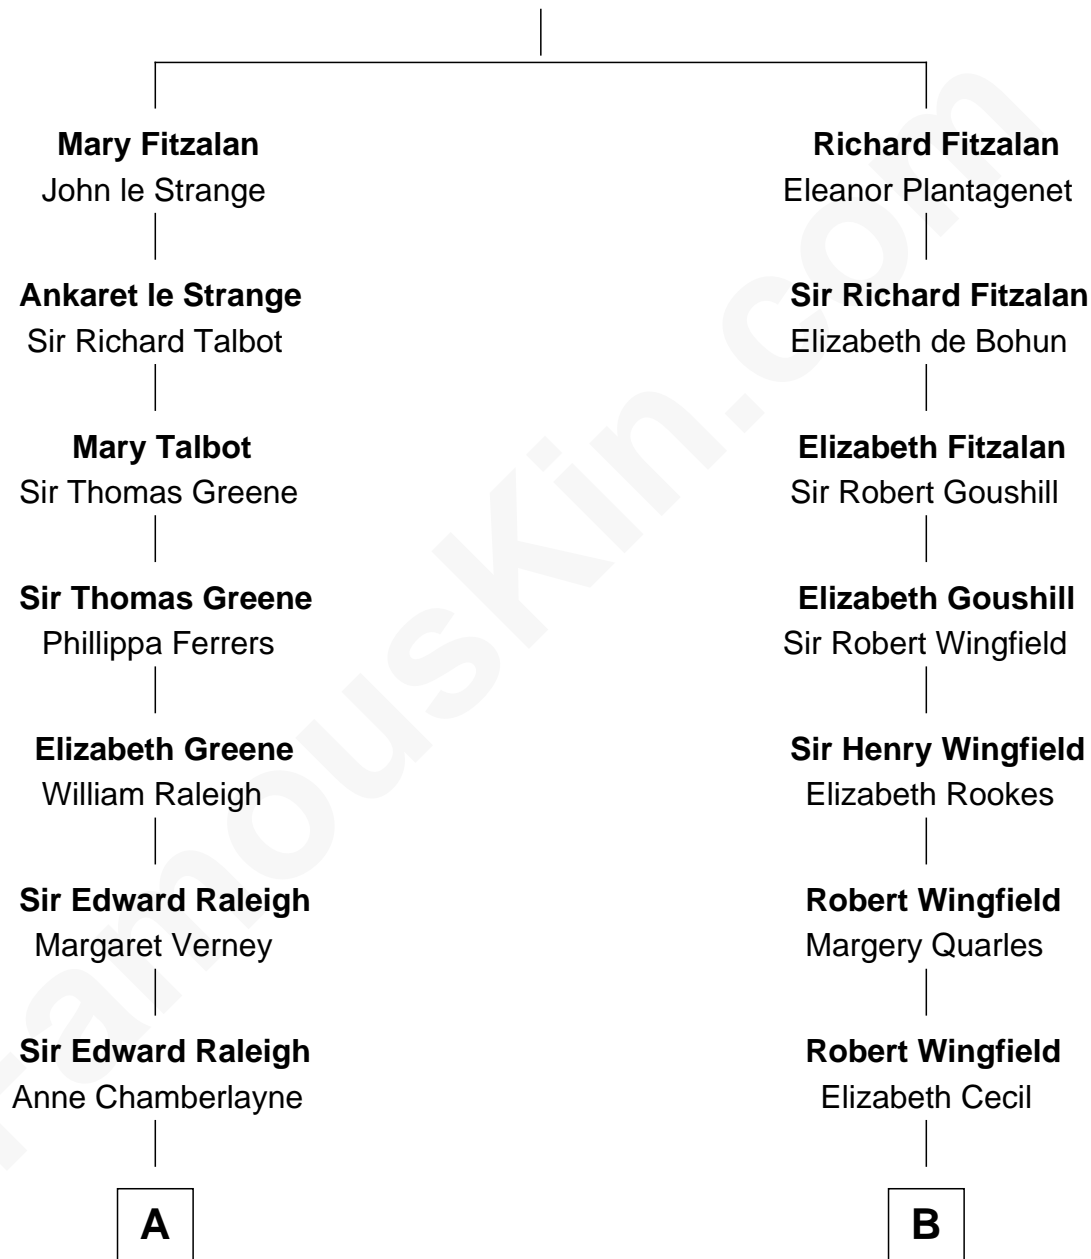 Mary Fitzalan
John le Strange
Richard Fitzalan
Eleanor Plantagenet
Ankaret le Strange
Sir Richard Talbot
Sir Richard Fitzalan
Elizabeth de Bohun
Mary Talbot
Sir Thomas Greene
Elizabeth Fitzalan
Sir Robert Goushill
Sir Thomas Greene
Phillippa Ferrers
Elizabeth Goushill
Sir Robert Wingfield
Elizabeth Greene
William Raleigh
Sir Henry Wingfield
Elizabeth Rookes
Sir Edward Raleigh
Margaret Verney
Robert Wingfield
Margery Quarles
Sir Edward Raleigh
Anne Chamberlayne
Robert Wingfield
Elizabeth Cecil
A
B
FamousKin.com